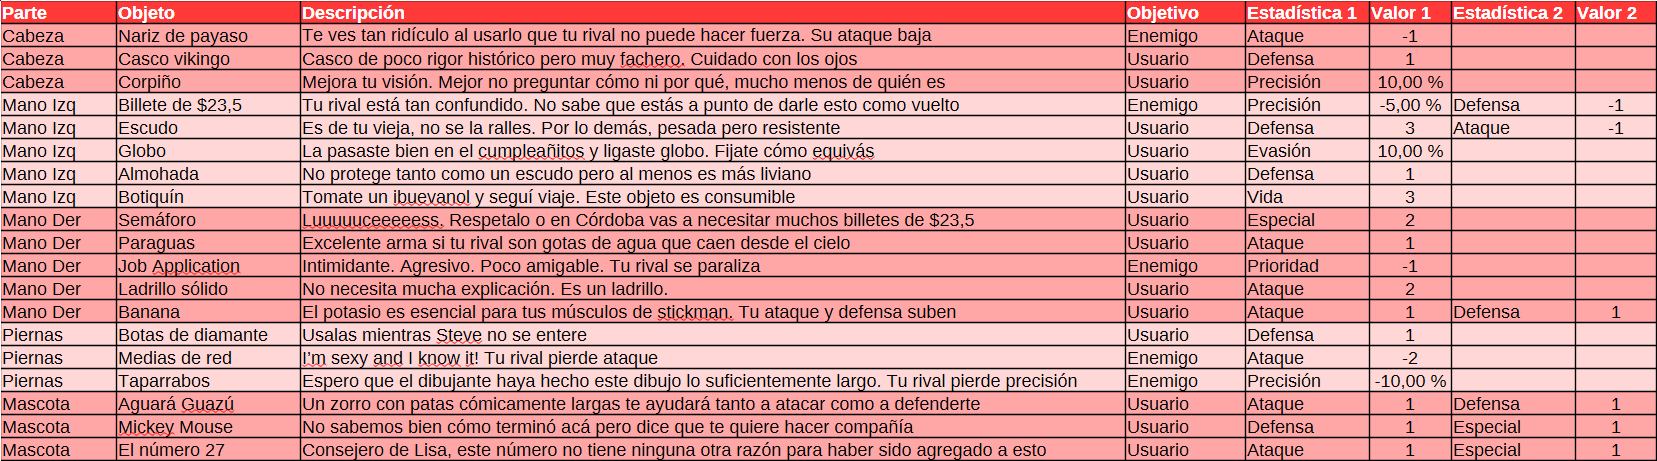 Parte Objeto Descripción Objetivo Estadística 1 Valor 1 Estadística 2 Valor 2
Cabeza Nariz de payaso Te ves tan ridículo al usarlo que tu rival no puede hacer fuerza. Su ataque baja Enemigo Ataque -1
Cabeza Casco vikingo Casco de poco rigor histórico pero muy fachero. Cuidado con los ojos Usuario Defensa 1
Cabeza Corpiño Mejora tu visión. Mejor no preguntar cómo ni por qué, mucho menos de quién es Usuario Precisión 10,00 %
Mano Izq Billete de $23,5 Tu rival está tan confundido. No sabe que estás a punto de darle esto como vuelto Enemigo Precisión -5,00 % Defensa -1
Mano Izq Escudo Es de tu vieja, no se la ralles. Por lo demás, pesada pero resistente Usuario Defensa 3 Ataque -1
Mano Izq Globo La pasaste bien en el cumpleañitos y ligaste globo. Fijate cómo equivás Usuario Evasión 10,00 %
Mano Izq Almohada No protege tanto como un escudo pero al menos es más liviano Usuario Defensa 1
Mano Izq Botiquín Tomate un ibuevanol y seguí viaje. Este objeto es consumible Usuario Vida 3
Mano Der Semáforo Luuuuuceeeeess. Respetalo o en Córdoba vas a necesitar muchos billetes de $23,5 Usuario Especial 2
Mano Der Paraguas Excelente arma si tu rival son gotas de agua que caen desde el cielo Usuario Ataque 1
Mano Der Job Application Intimidante. Agresivo. Poco amigable. Tu rival se paraliza Enemigo Prioridad -1
Mano Der Ladrillo sólido No necesita mucha explicación. Es un ladrillo. Usuario Ataque 2
Mano Der Banana El potasio es esencial para tus músculos de stickman. Tu ataque y defensa suben Usuario Ataque 1 Defensa 1
Piernas Botas de diamante Usalas mientras Steve no se entere Usuario Defensa 1
Piernas Medias de red I'm sexy and I know it! Tu rival pierde ataque Enemigo Ataque -2
Piernas Taparrabos Espero que el dibujante haya hecho este dibujo lo suficientemente largo. Tu rival pierde precisión Enemigo Precisión -10,00 %
Mascota Aguará Guazú Un zorro con patas cómicamente largas te ayudará tanto a atacar como a defenderte Usuario Ataque 1 Defensa 1
Mascota Mickey Mouse No sabemos bien cómo terminó acá pero dice que te quiere hacer compañía Usuario Defensa 1 Especial 1
Mascota El número 27 Consejero de Lisa, este número no tiene ninguna otra razón para haber sido agregado a esto Usuario Ataque 1 Especial 1